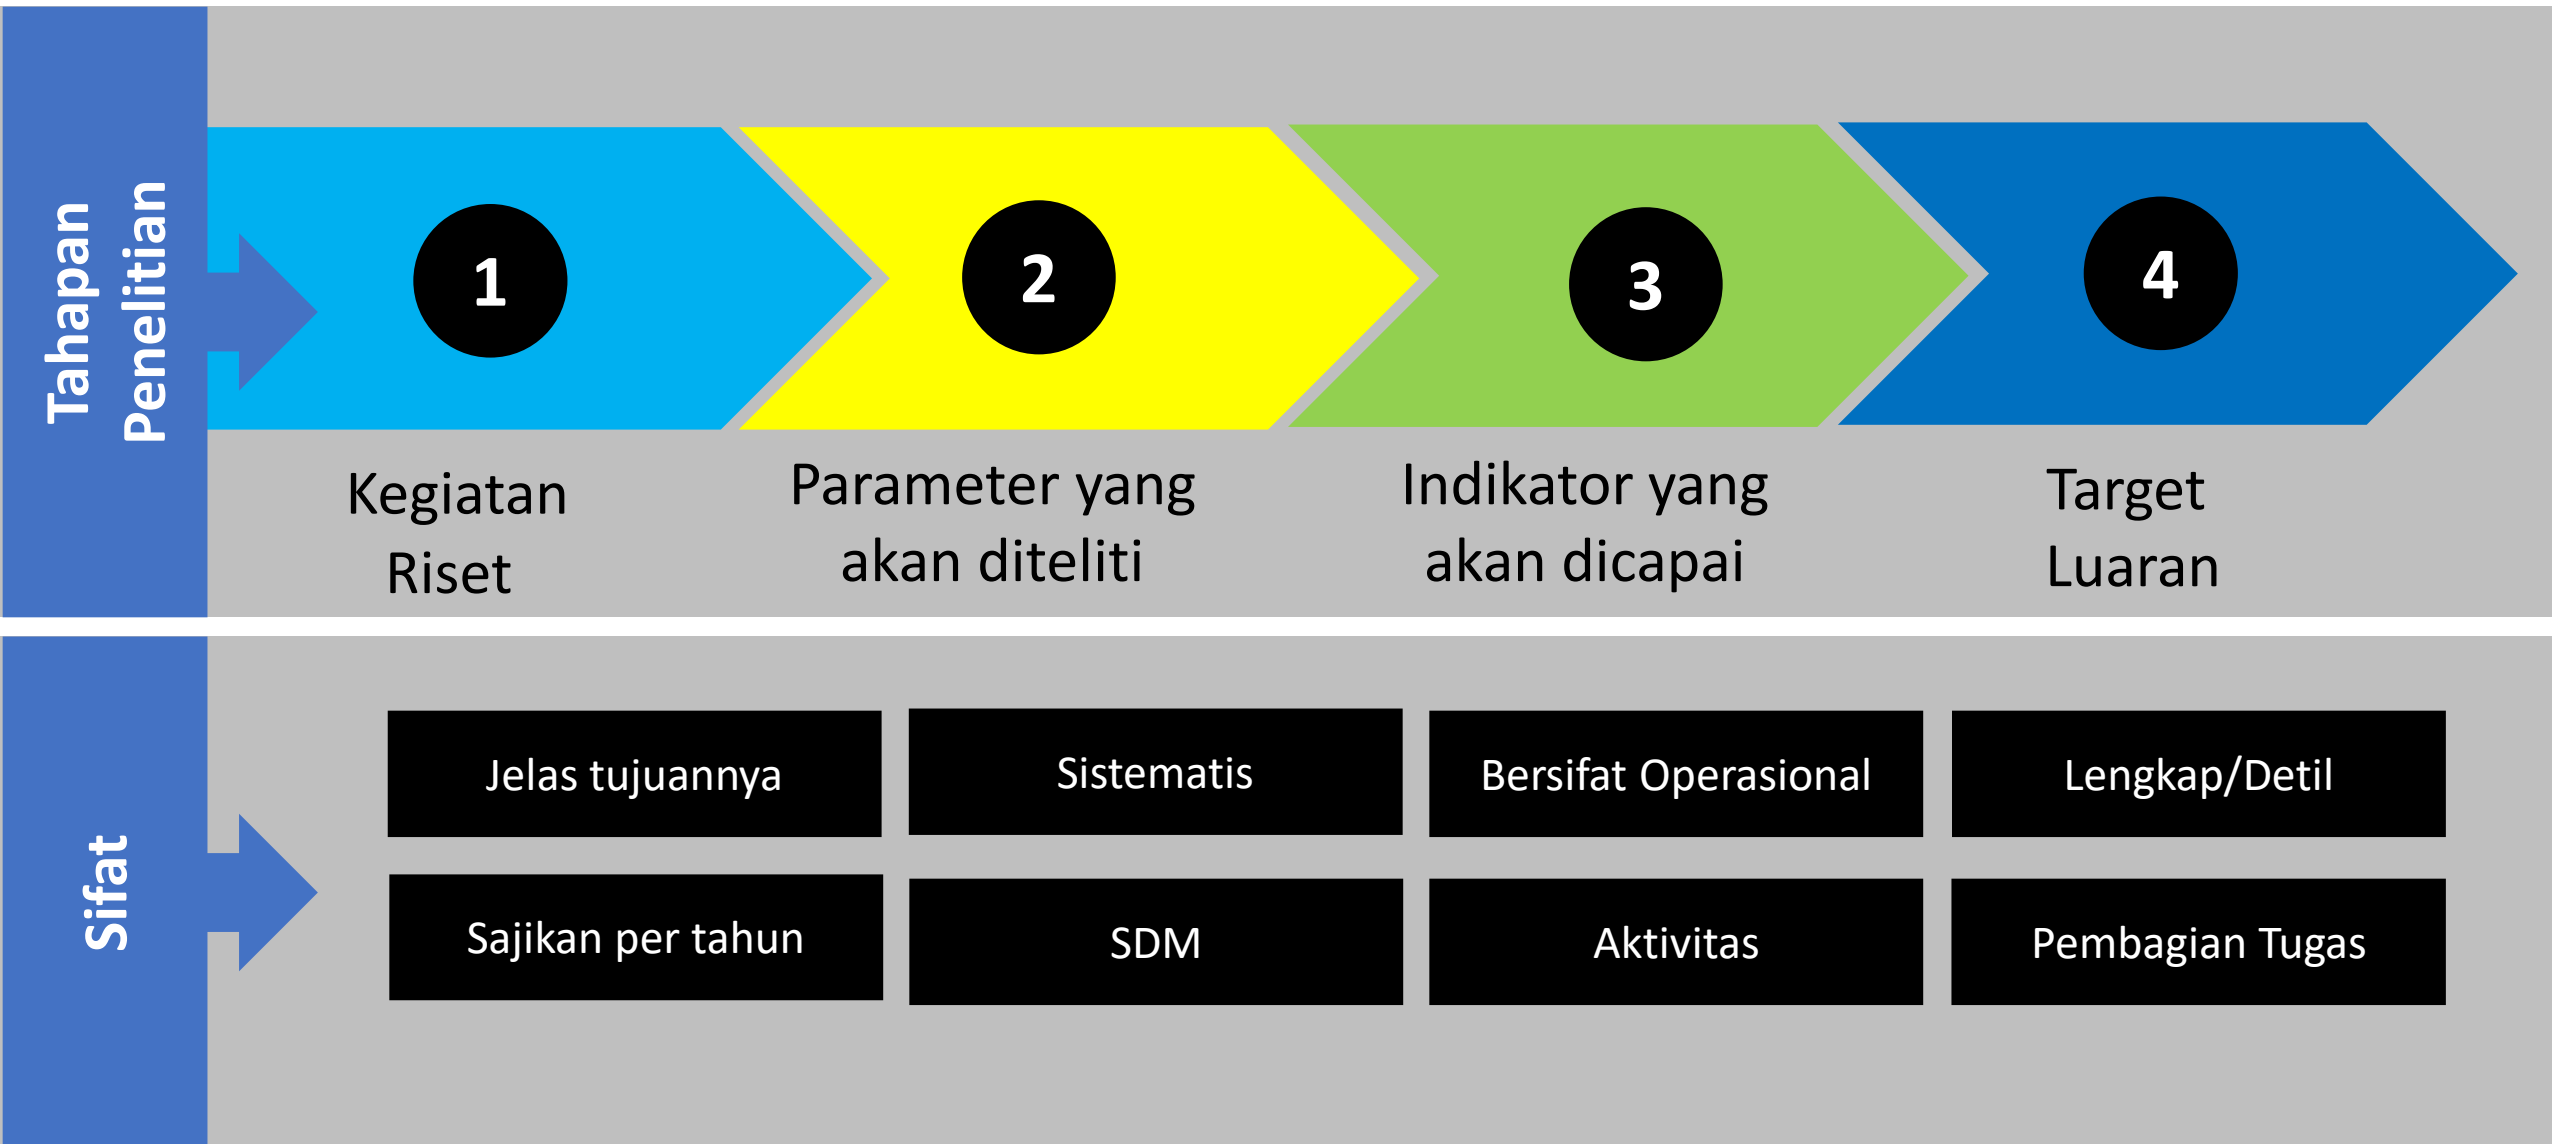 Tahapan
Penelitian
1
2
3
4
Kegiatan
Riset
Parameter yang
akan diteliti
Indikator yang
akan dicapai
Target
Luaran
Sifat
Jelas tujuannya
Sistematis
Bersifat Operasional
Lengkap/Detil
Sajikan per tahun
SDM
Aktivitas
Pembagian Tugas